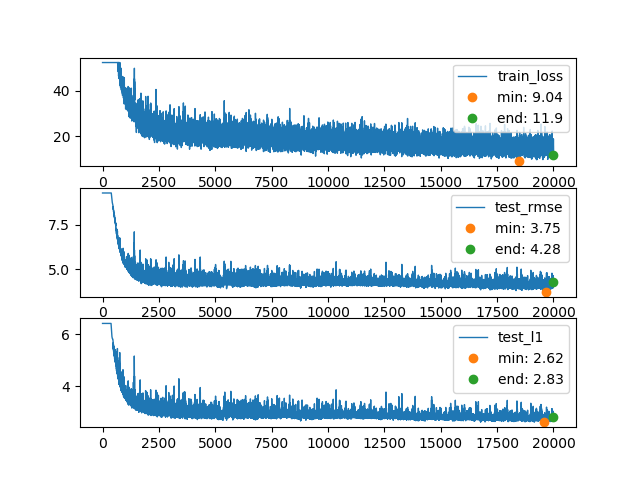 40
20
train_loss
min: 9.04
end: 11.9
0 2500 5000 7500 10000 12500 15000 17500 20000
7.5
5.0
test_rmse
min: 3.75
end: 4.28
0 2500 5000 7500 10000 12500 15000 17500 20000
6
4
test_l1
min: 2.62
end: 2.83
0 2500 5000 7500 10000 12500 15000 17500 20000